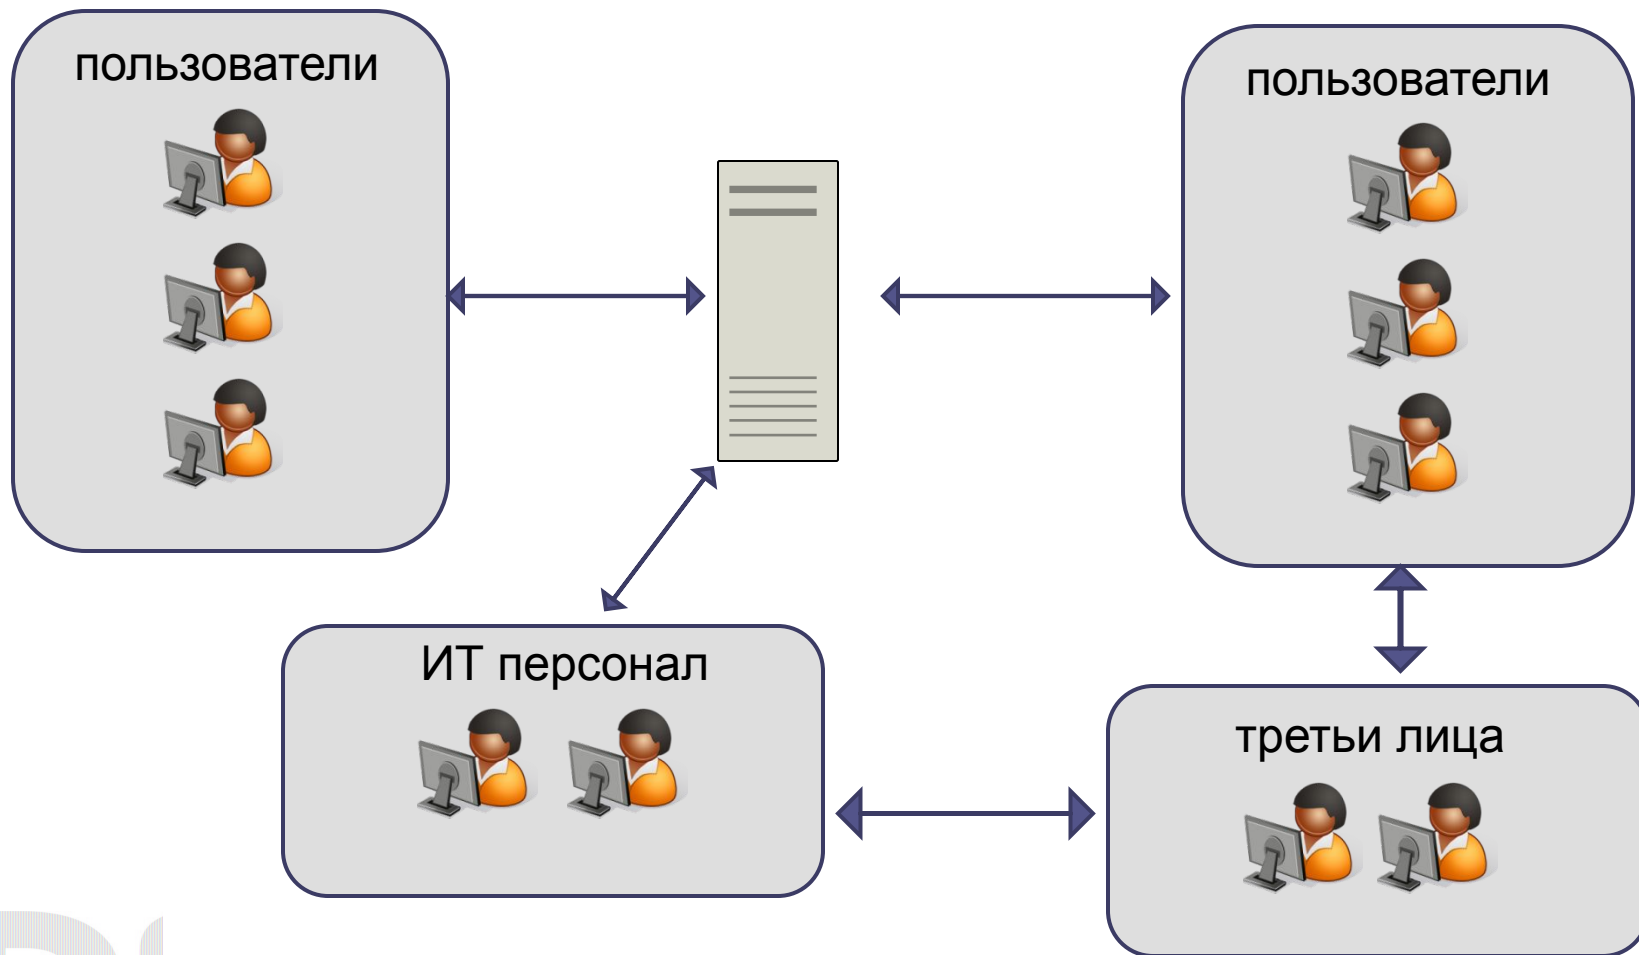 пользователи
пользователи
ИТ персонал
третьи лица